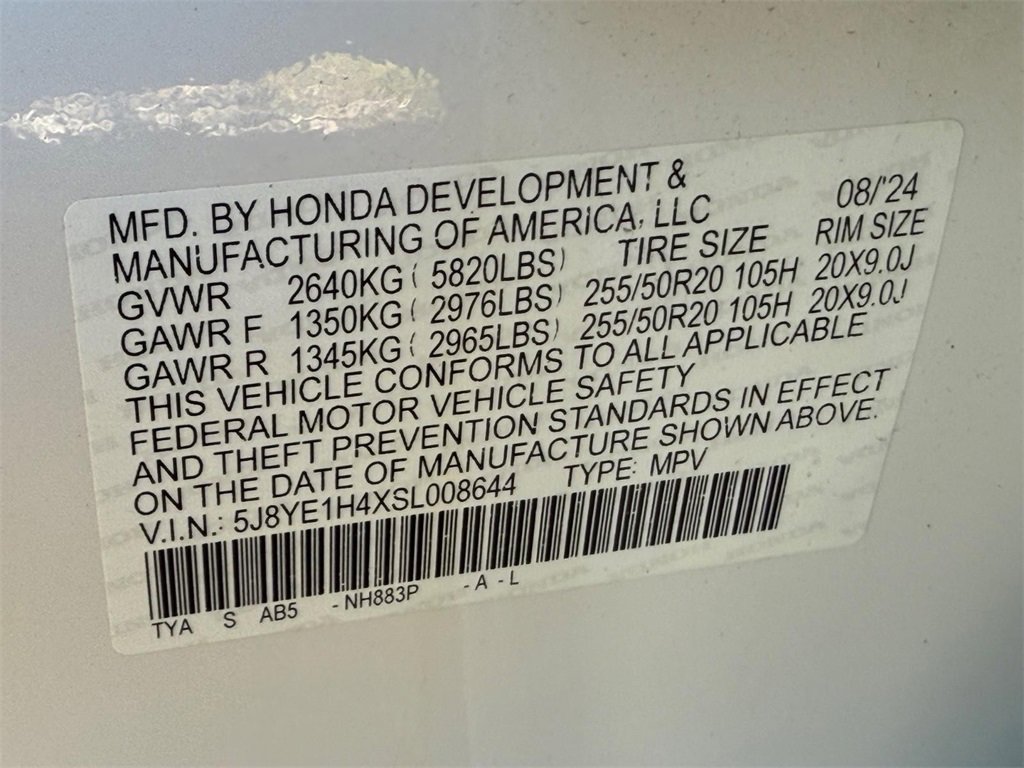 MFD. BY HONDA DEVELOPMENT &
MANUFACTURING OF AMERICA, LLC 08/'24
GVWR 2640KG ( 5820LBS) TIRE SIZE RIM SIZE
GAWR F 1350KG ( 2976LBS) 255/50R20 105H 20X9.0J
GAWR R 1345KG ( 2965LBS) 255/50R20 105H 20X9.0J
THIS VEHICLE CONFORMS TO ALL APPLICABLE
FEDERAL MOTOR VEHICLE SAFETY
AND THEFT PREVENTION STANDARDS IN EFFECT
ON THE DATE OF MANUFACTURE SHOWN ABOVE.
V.I.N.: 5J8YE1H4XSL008644 TYPE: MPV
TYA S AB5 -NH883P -A -L